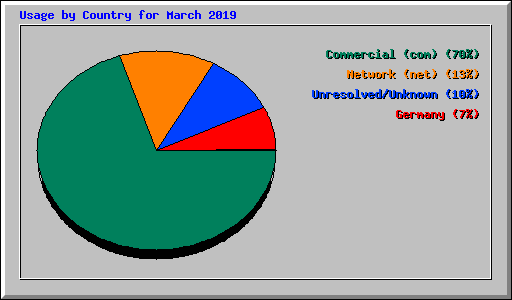 Usage by Country for March 2019
Commercial (com) (70%)
Network (net) (13%)
Unresolved/Unknown (10%)
Germany (7%)